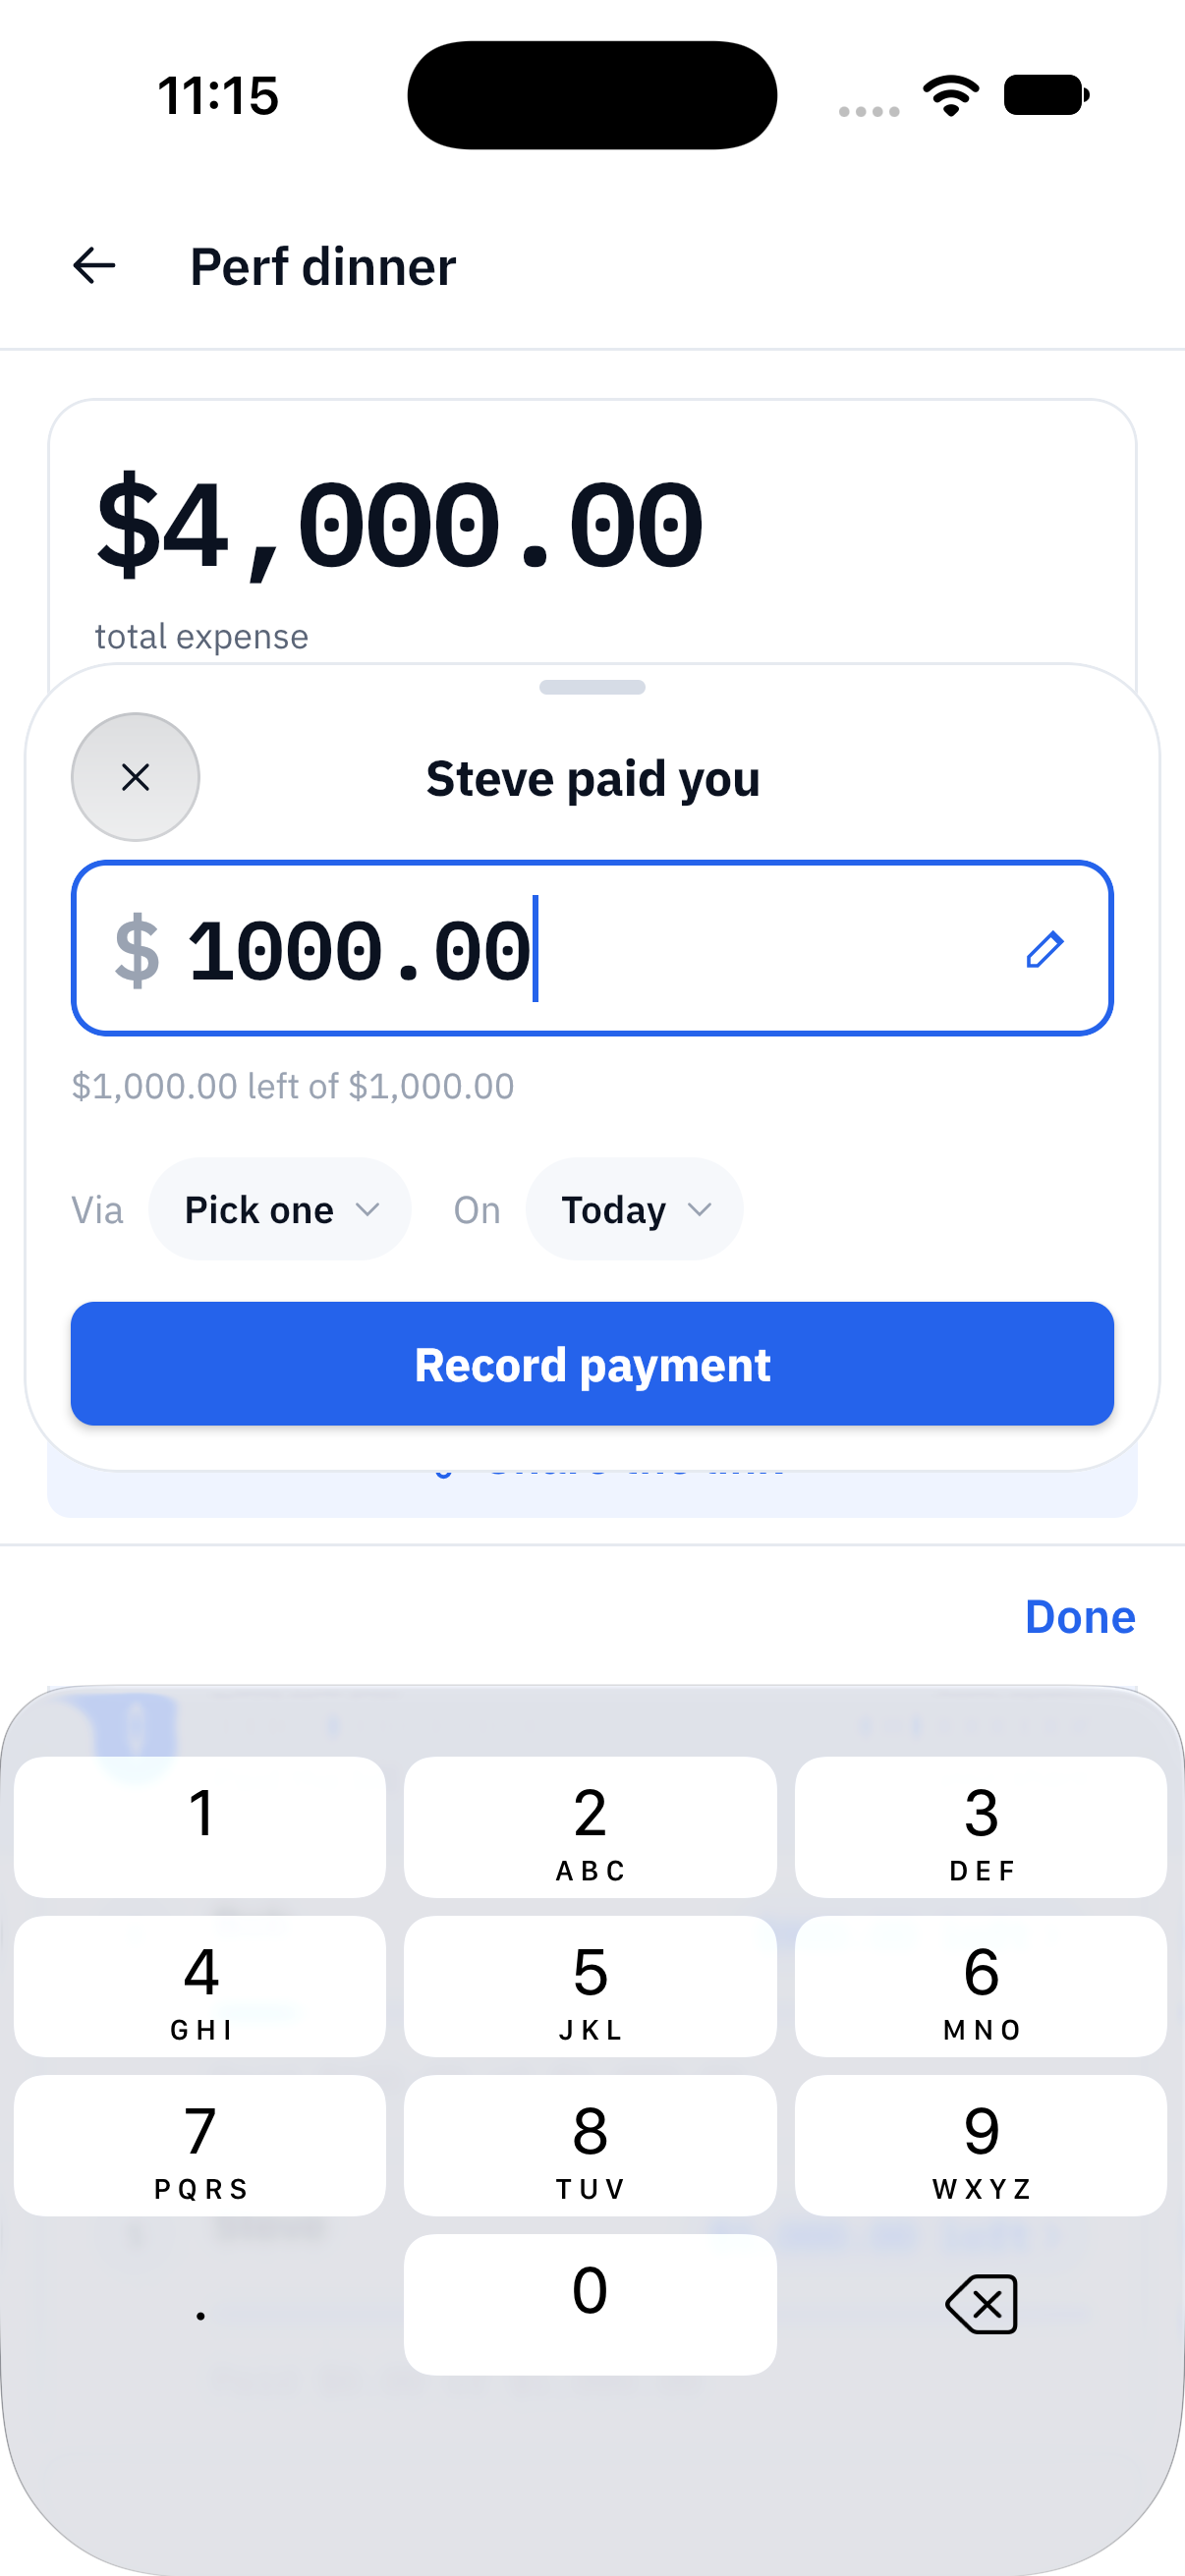 11:15
Perf dinner
$4,000.00
total expense
Steve paid you
$ 1000.00
$1,000.00 left of $1,000.00
Via Pick one On Today
Record payment
Done
1 2 3
ABC DEF
4 5 6
GHI JKL MNO
7 8 9
PQRS TUV WXYZ
. 0